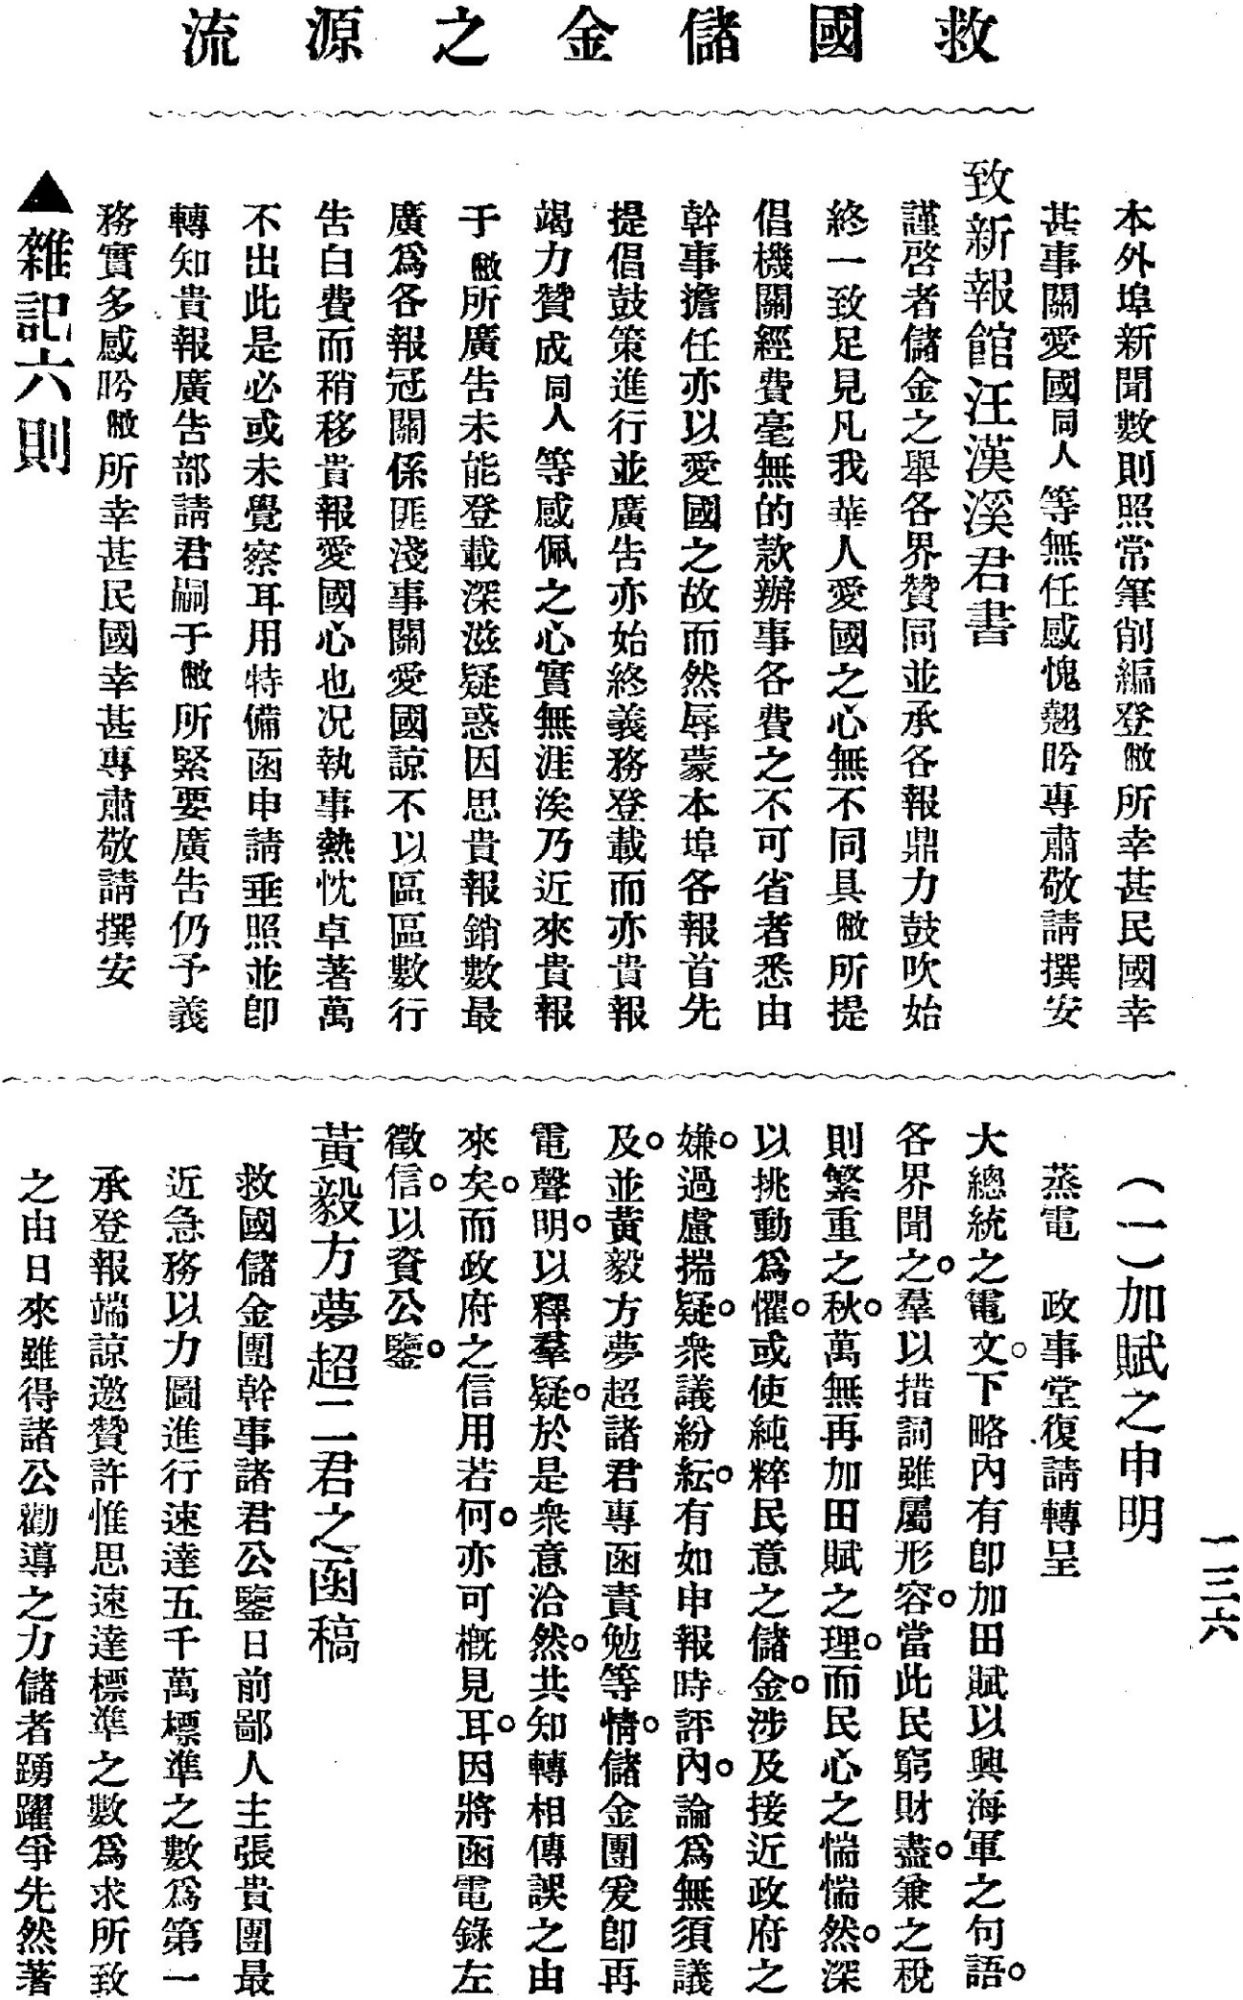 救國儲金之源流
本外埠新聞數則照常筆削編登敝所幸甚民國幸
甚事關愛國同人等無任感愧翹盻專肅敬請撰安
致新報館汪漢溪君書
謹啓者儲金之舉各界贊同並承各報鼎力鼓吹始
終一致足見凡我華人愛國之心無不同具敝所提
倡機關經費毫無的款辦事各費之不可省者悉由
幹事擔任亦以愛國之故而然辱蒙本埠各報首先
提倡鼓策進行並廣告亦始終義務登載而亦貴報
竭力贊成同人等感佩之心實無涯涘乃近來貴報
于敝所廣告未能登載深滋疑惑因思貴報銷數最
廣爲各報冠關係匪淺事關愛國諒不以區區數行
告白費而稍移貴報愛國心也况執事熱忱卓著萬
不出此是必或未覺察耳用特備函申請垂照並卽
轉知貴報廣告部請君嗣于敝所緊要廣告仍予義
務實多感盻敝所幸甚民國幸甚專肅敬請撰安
▲雜記六則
一三六
(一)加賦之申明
蒸電　政事堂復請轉呈
大總統之電文。下略內有卽加田賦以興海軍之句語。
各界聞之。羣以措詞雖屬形容。當此民窮財盡。兼之稅
則繁重之秋。萬無再加田賦之理。而民心之惴惴然。深
以挑動爲懼。或使純粹民意之儲金。涉及接近政府之
嫌。過慮揣疑。衆議紛紜。有如申報時評內。論爲無須議
及。並黃毅方夢超諸君專函責勉等情。儲金團爰卽再
電聲明。以釋羣疑。於是衆意洽然。共知轉相傳誤之由
來矣。而政府之信用若何。亦可槪見耳。因將函電錄左
徵信。以資公鑒。
黃毅方夢超二君之函稿
救國儲金團幹事諸君公鑒日前鄙人主張貴團最
近急務以力圖進行速達五千萬標準之數爲第一
承登報端諒邀贊許惟思速達標準之數爲求所致
之由日來雖得諸公勸導之力儲者踴躍爭先然著